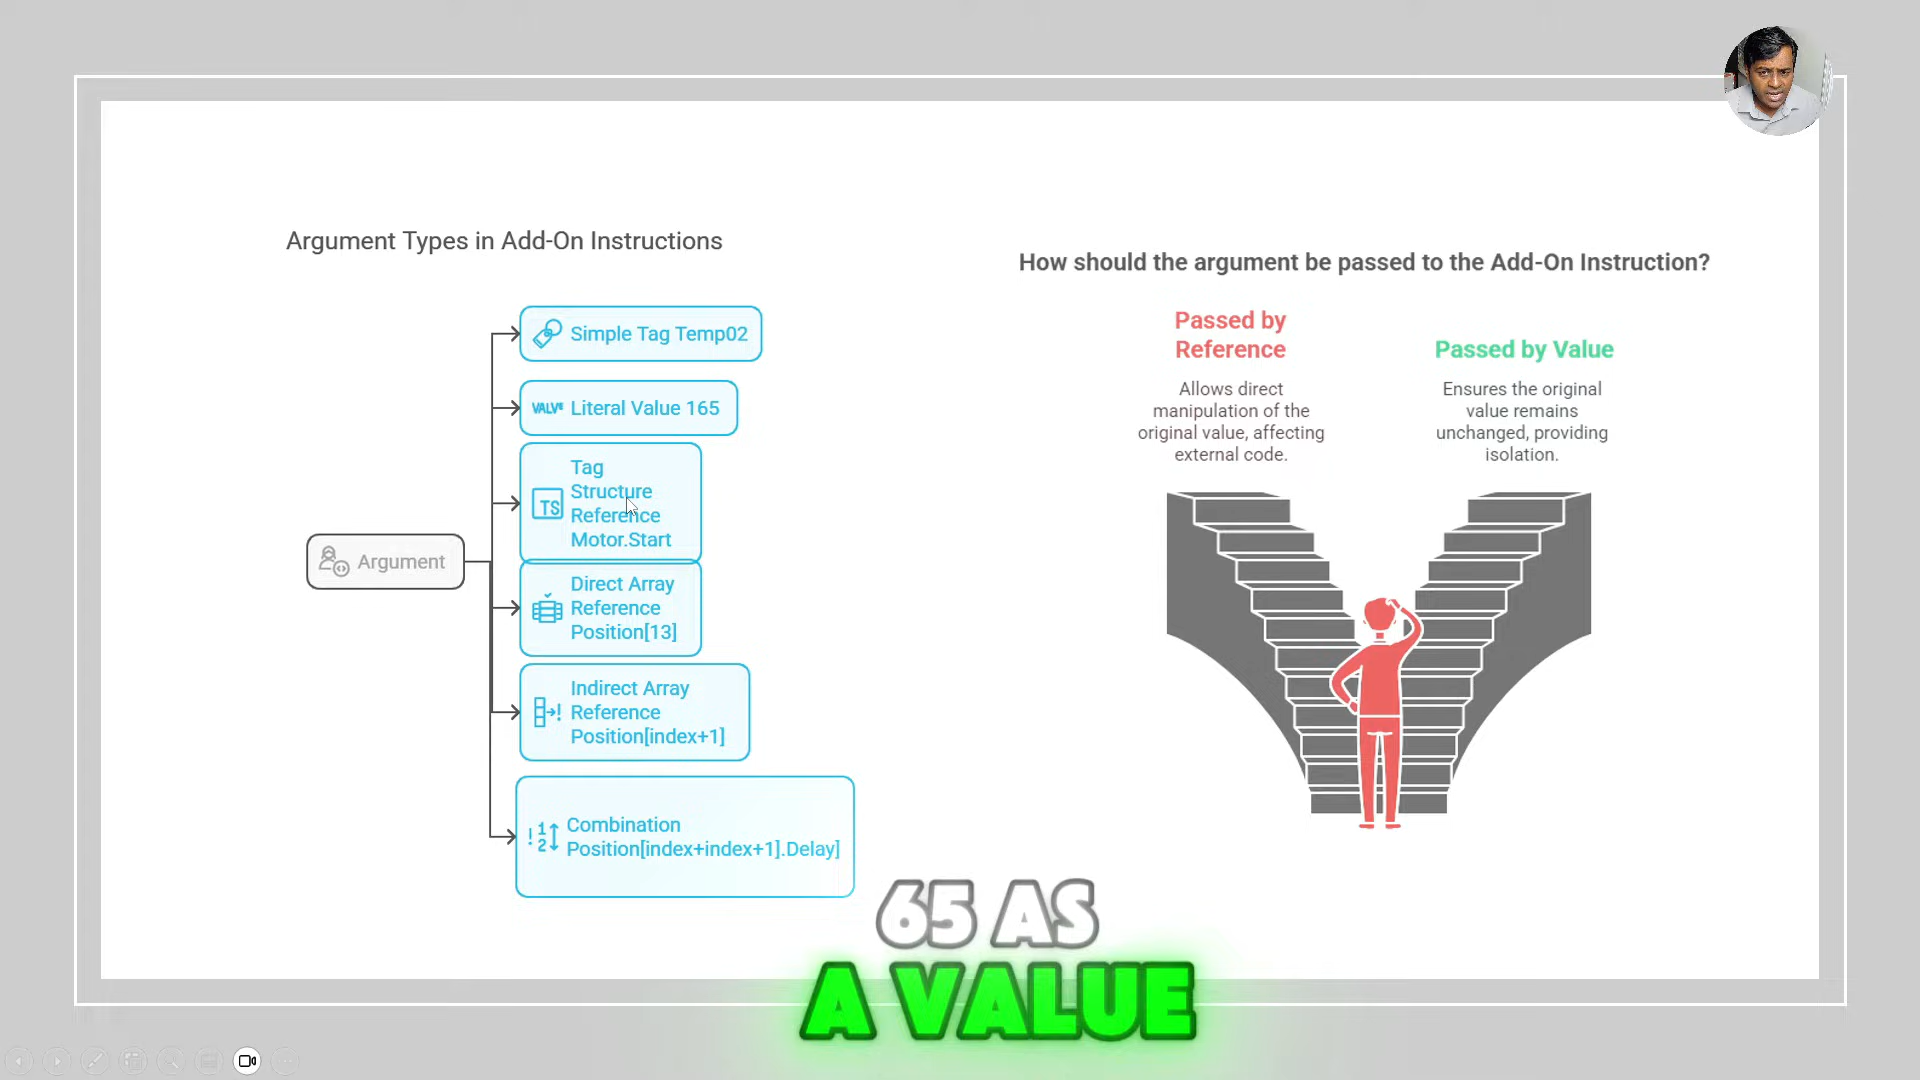 Argument Types in Add-On Instructions
Simple Tag Temp02
VALVE Literal Value 165
Tag
Structure
Reference
Motor.Start
TS
Direct Array
Reference
Position[13]
Argument
Indirect Array
Reference
Position[index+1]
Combination
Position[index+index+1].Delay]
1
2
How should the argument be passed to the Add-On Instruction?
Passed by
Reference
Allows direct
manipulation of the
original value, affecting
external code.
Passed by Value
Ensures the original
value remains
unchanged, providing
isolation.
65 AS
A VALUE